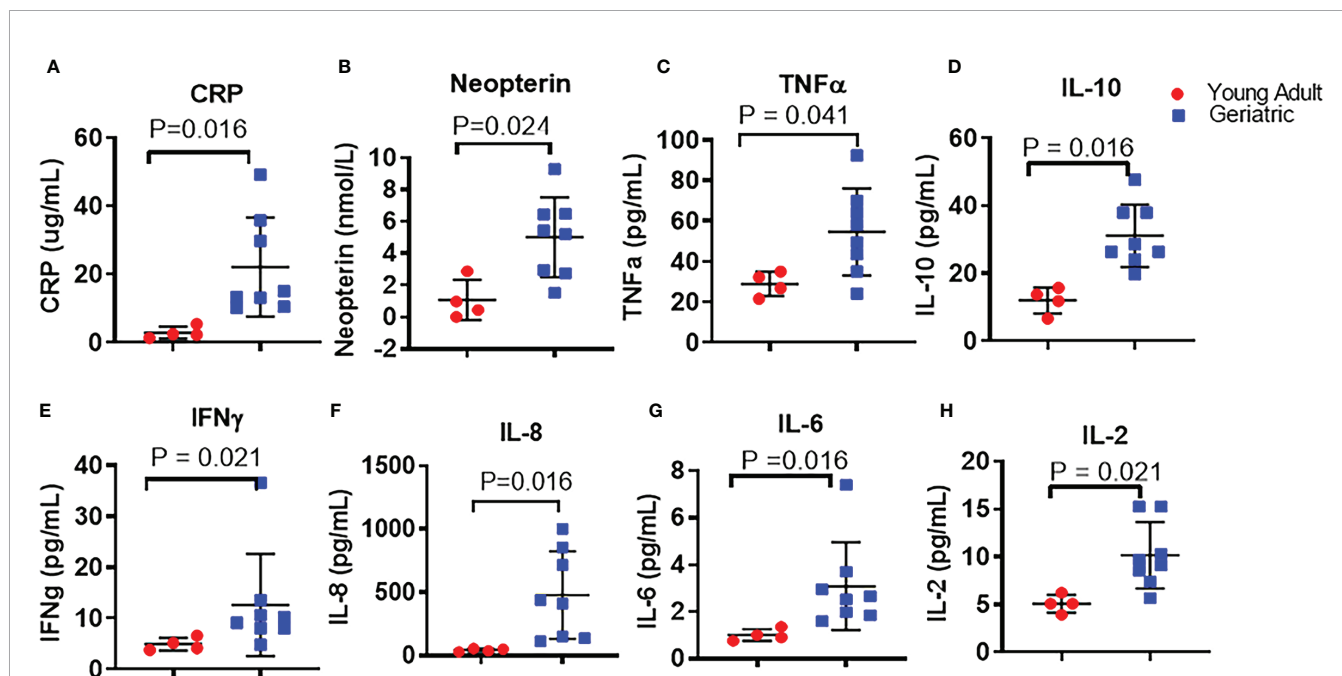 A
CRP
P=0.016
CRP (ug/mL)
60
40
20
0
B
Neopterin
P=0.024
Neopterin (nmol/L)
10
8
6
4
2
0
-2
C
TNFα
P = 0.041
TNFa (pg/mL)
100
80
60
40
20
0
D
IL-10
P = 0.016
IL-10 (pg/mL)
60
40
20
0
Young Adult
Geriatric
E
IFNγ
P = 0.021
IFNg (pg/mL)
40
30
20
10
0
F
IL-8
P=0.016
IL-8 (pg/mL)
1500
1000
500
0
G
IL-6
P =0.016
IL-6 (pg/mL)
8
6
4
2
0
H
IL-2
P = 0.021
IL-2 (pg/mL)
20
15
10
5
0